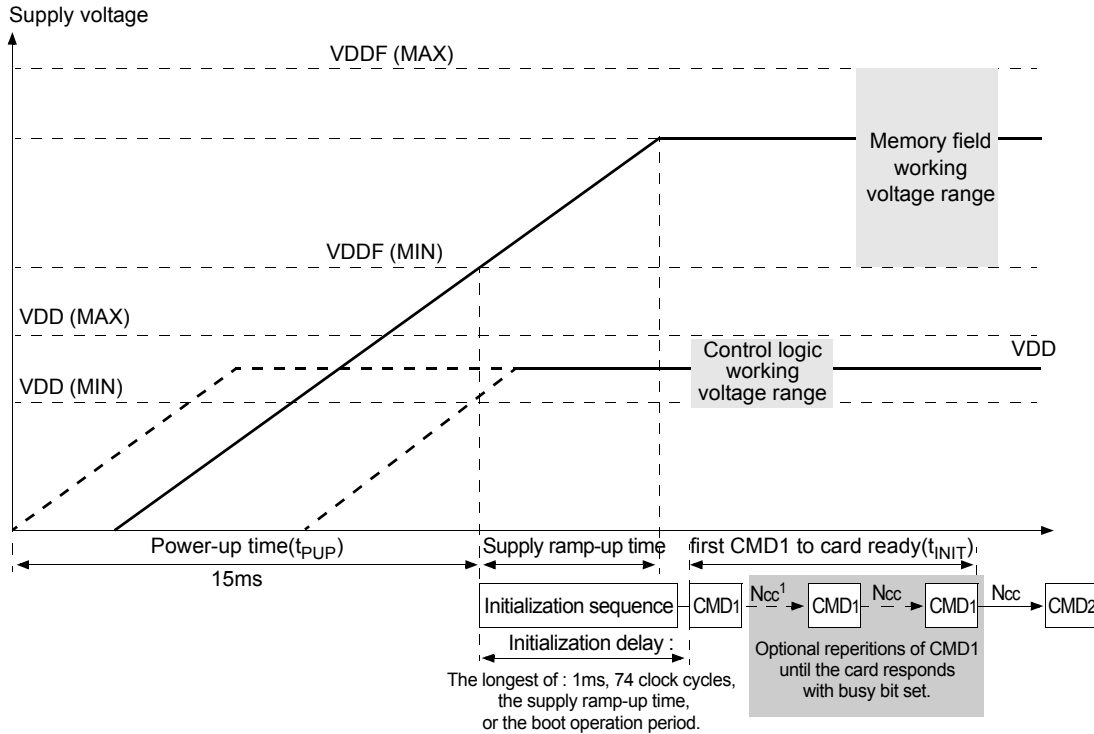 Supply voltage
VDDF (MAX)
Memory field
working
voltage range
VDDF (MIN)
VDD (MAX)
Control logic
working
voltage range
VDD
VDD (MIN)
Power-up time(tPUP)
Supply ramp-up time
first CMD1 to card ready(tINIT)
15ms
Initialization sequence
CMD1
Ncc1
CMD1
Ncc
CMD1
Ncc
CMD2
Initialization delay :
The longest of : 1ms, 74 clock cycles,
the supply ramp-up time,
or the boot operation period.
Optional reperitions of CMD1
until the card responds
with busy bit set.